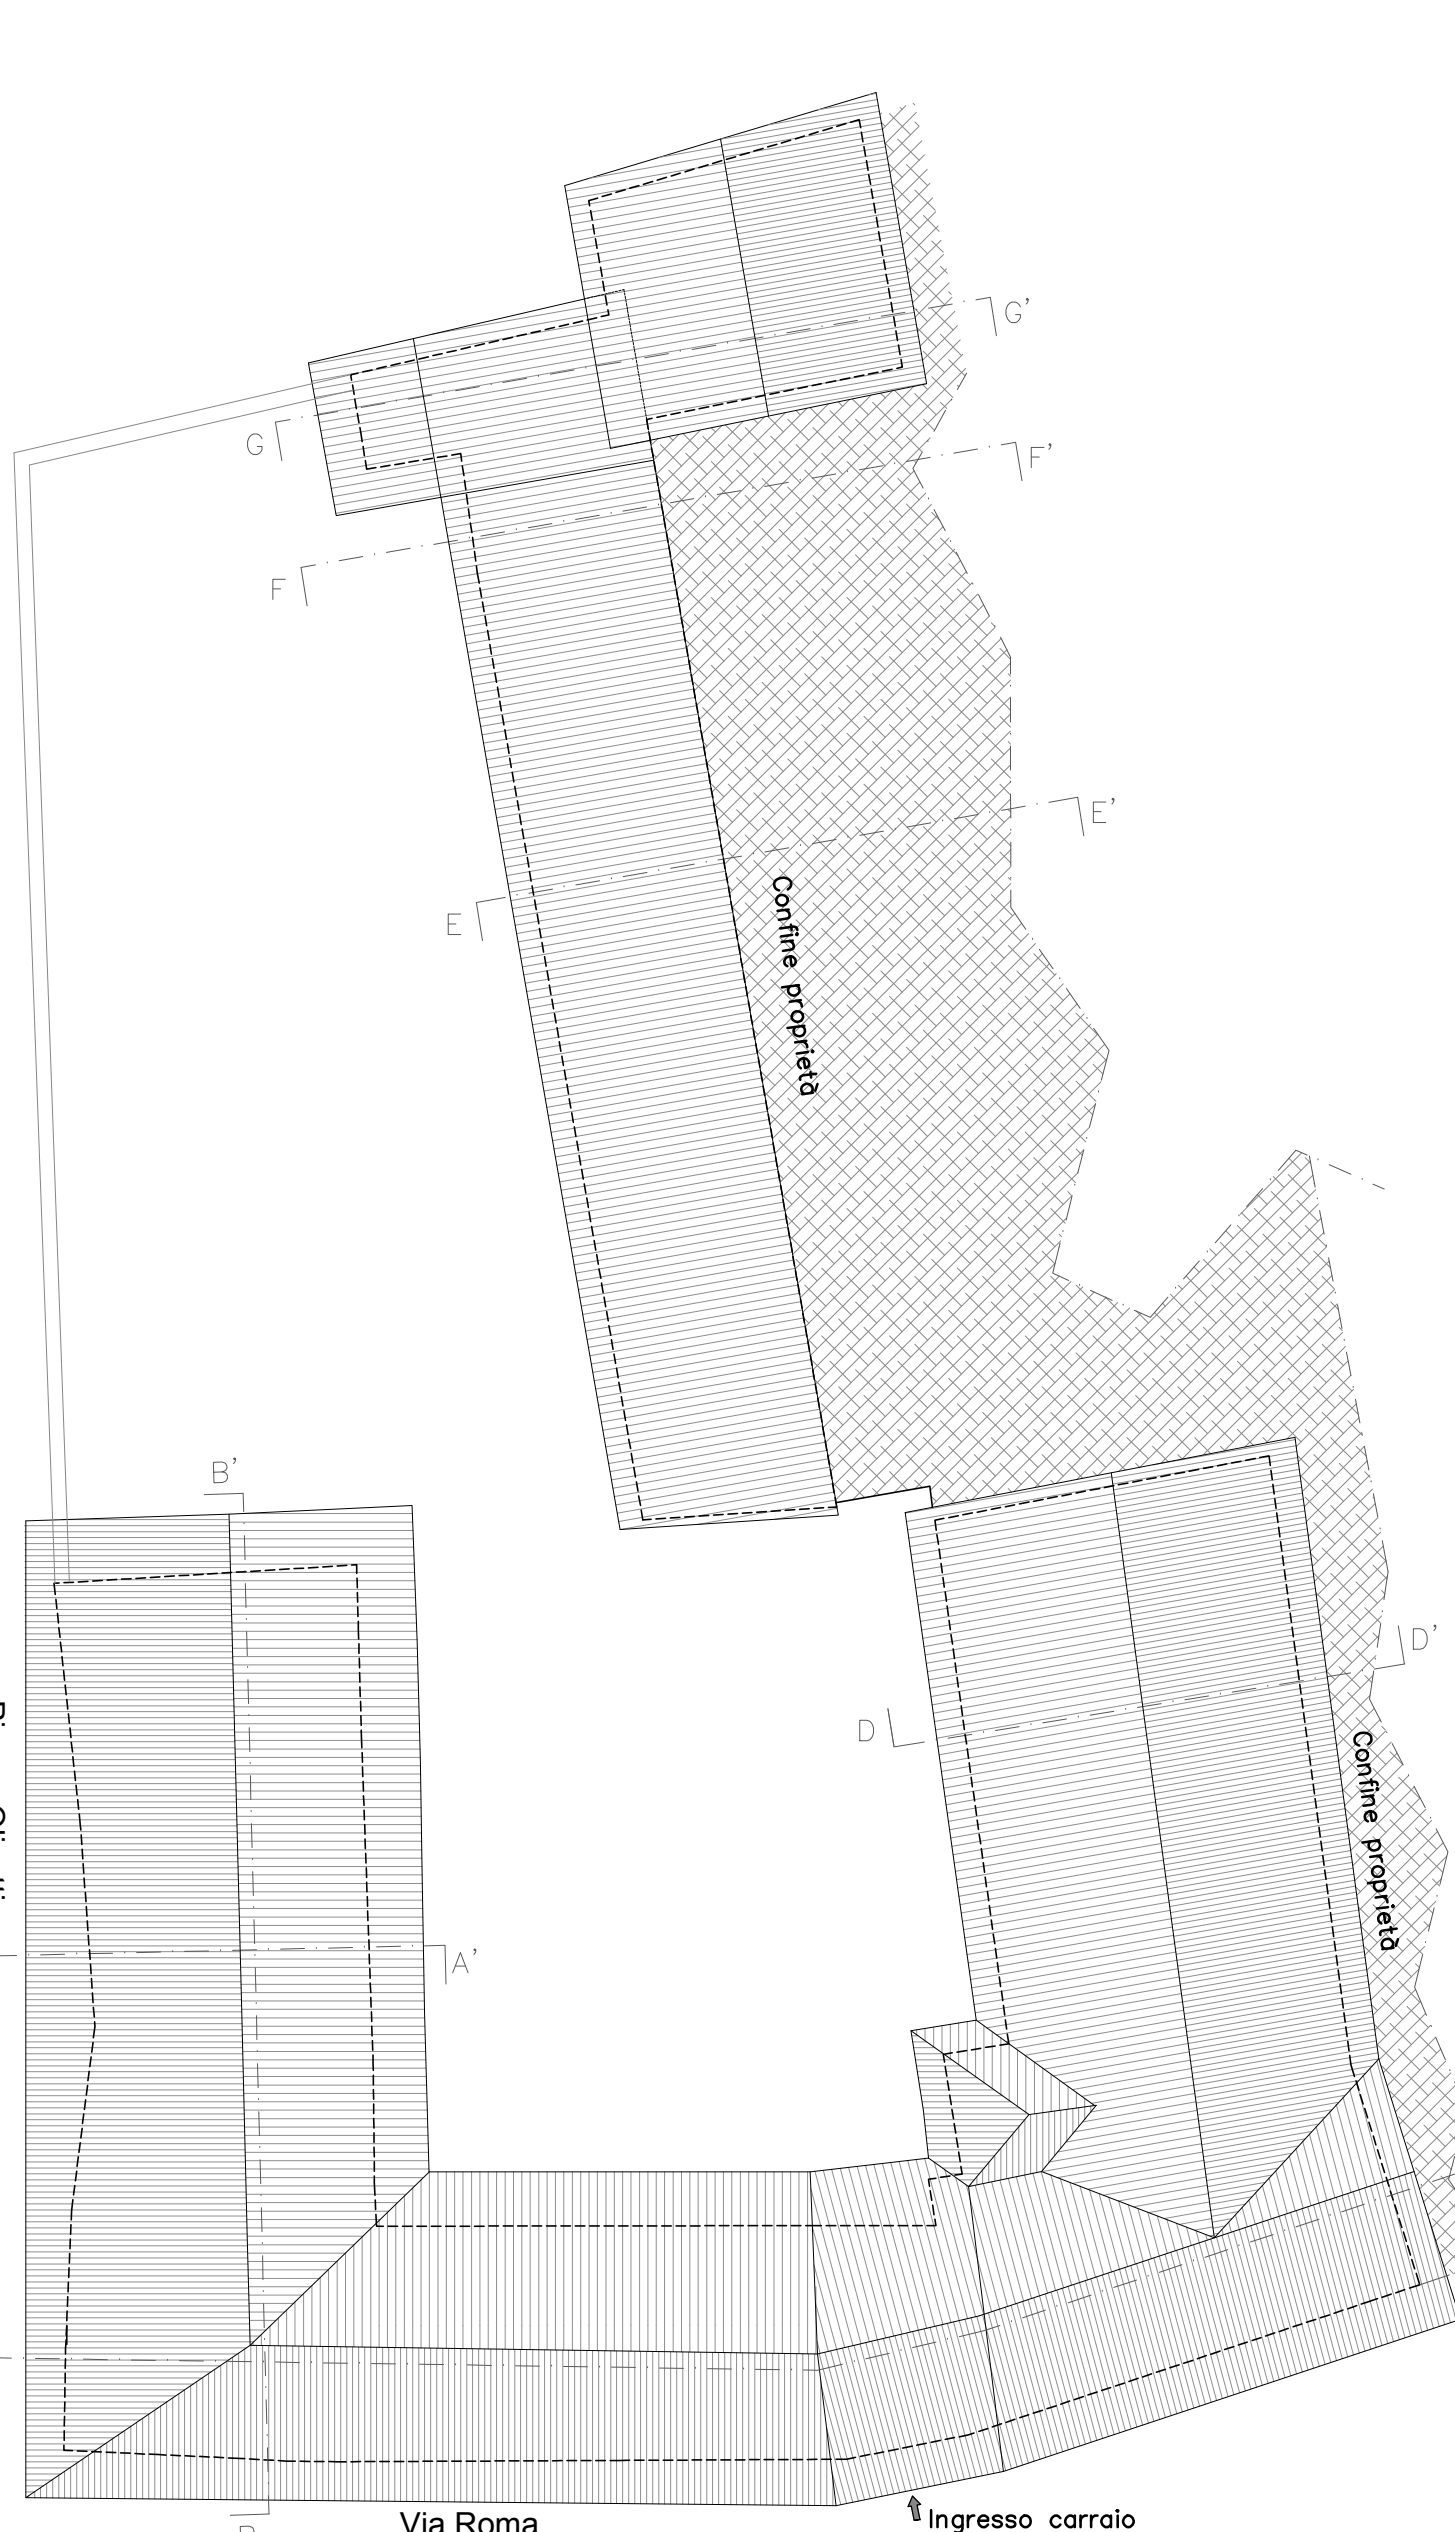 G'
G
F'
F
E'
E
Confine proprietà
B'
D'
D
Confine proprietà
A'
Via Roma
Ingresso carraio